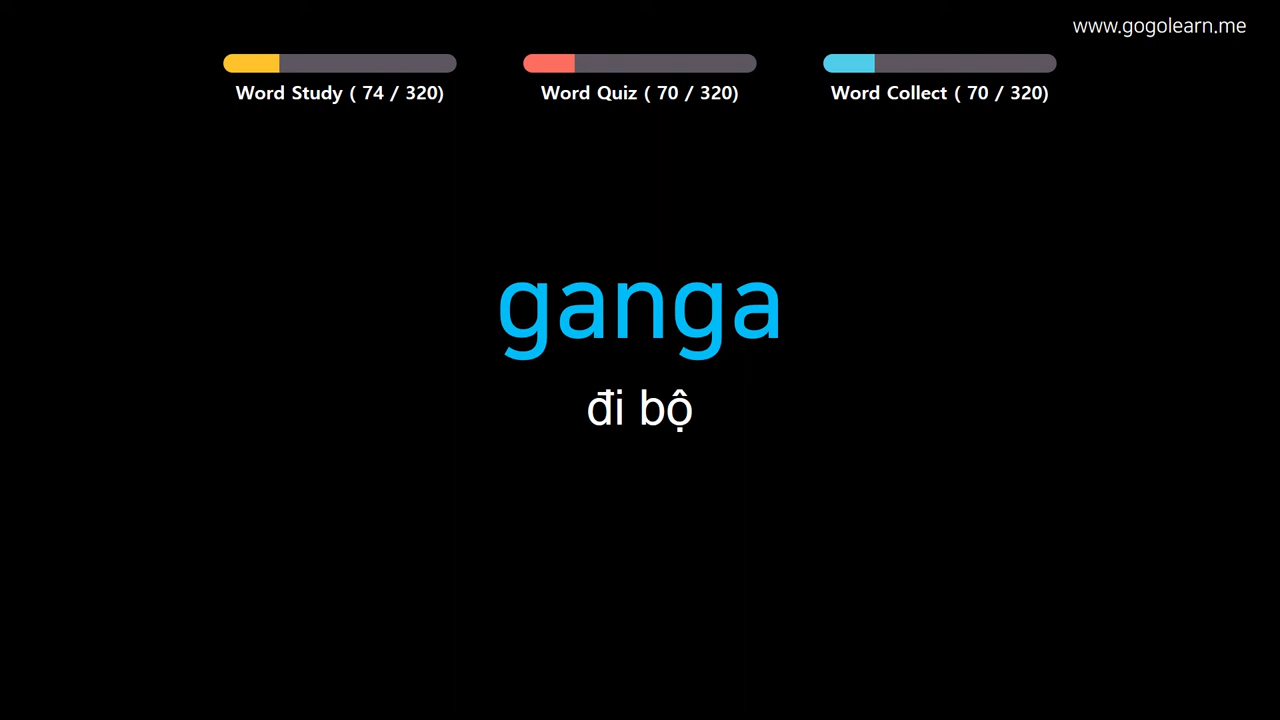 www.gogolearn.me
Word Study ( 74 / 320)
Word Quiz ( 70 / 320)
Word Collect ( 70 / 320)
ganga
đi bộ